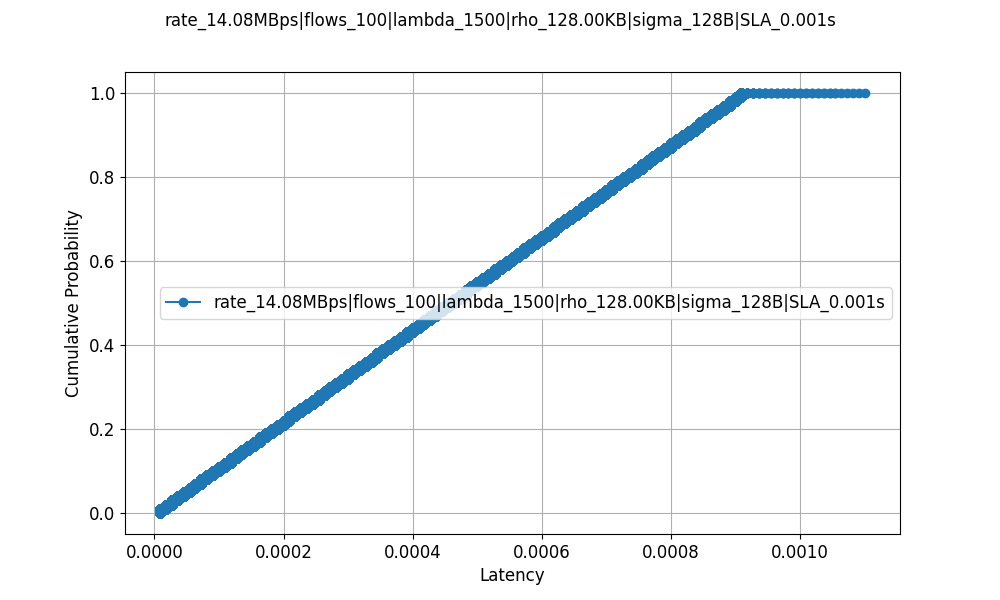 rate_14.08MBps|flows_100|lambda_1500|rho_128.00KB|sigma_128B|SLA_0.001s
1.0
0.8
0.6
0.4
0.2
0.0
Cumulative Probability
rate_14.08MBps|flows_100|lambda_1500|rho_128.00KB|sigma_128B|SLA_0.001s
0.0000 0.0002 0.0004 0.0006 0.0008 0.0010
Latency